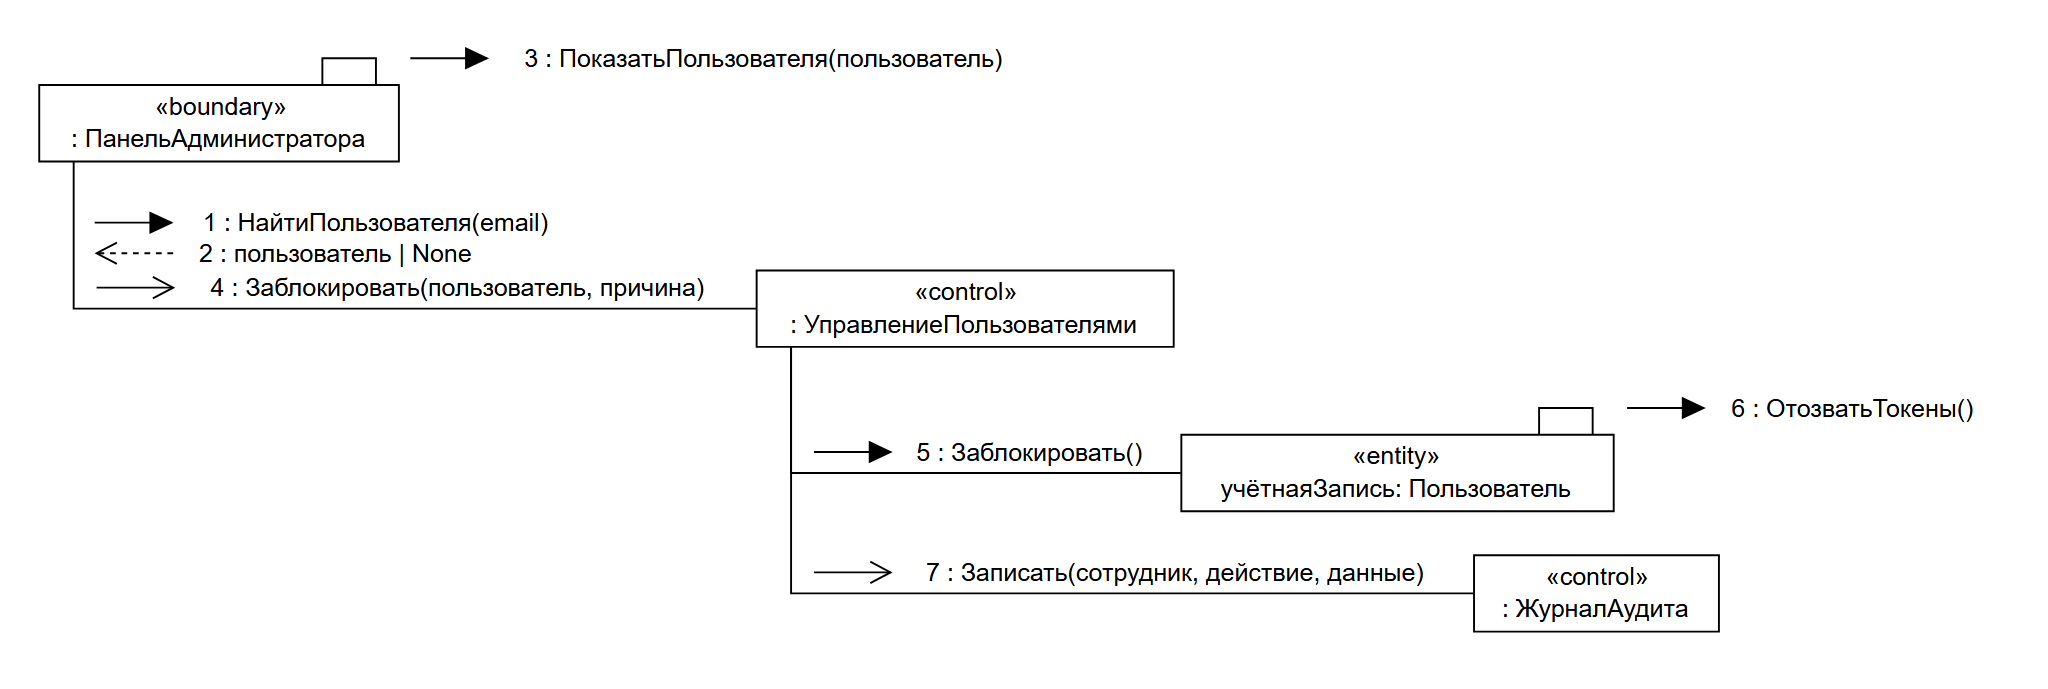 3 : ПоказатьПользователя(пользователь)
«boundary»
: ПанельАдминистратора
1 : НайтиПользователя(email)
2 : пользователь | None
4 : Заблокировать(пользователь, причина)
«control»
: УправлениеПользователями
6 : ОтозватьТокены()
5 : Заблокировать()
«entity»
учётнаяЗапись: Пользователь
7 : Записать(сотрудник, действие, данные)
«control»
: ЖурналАудита